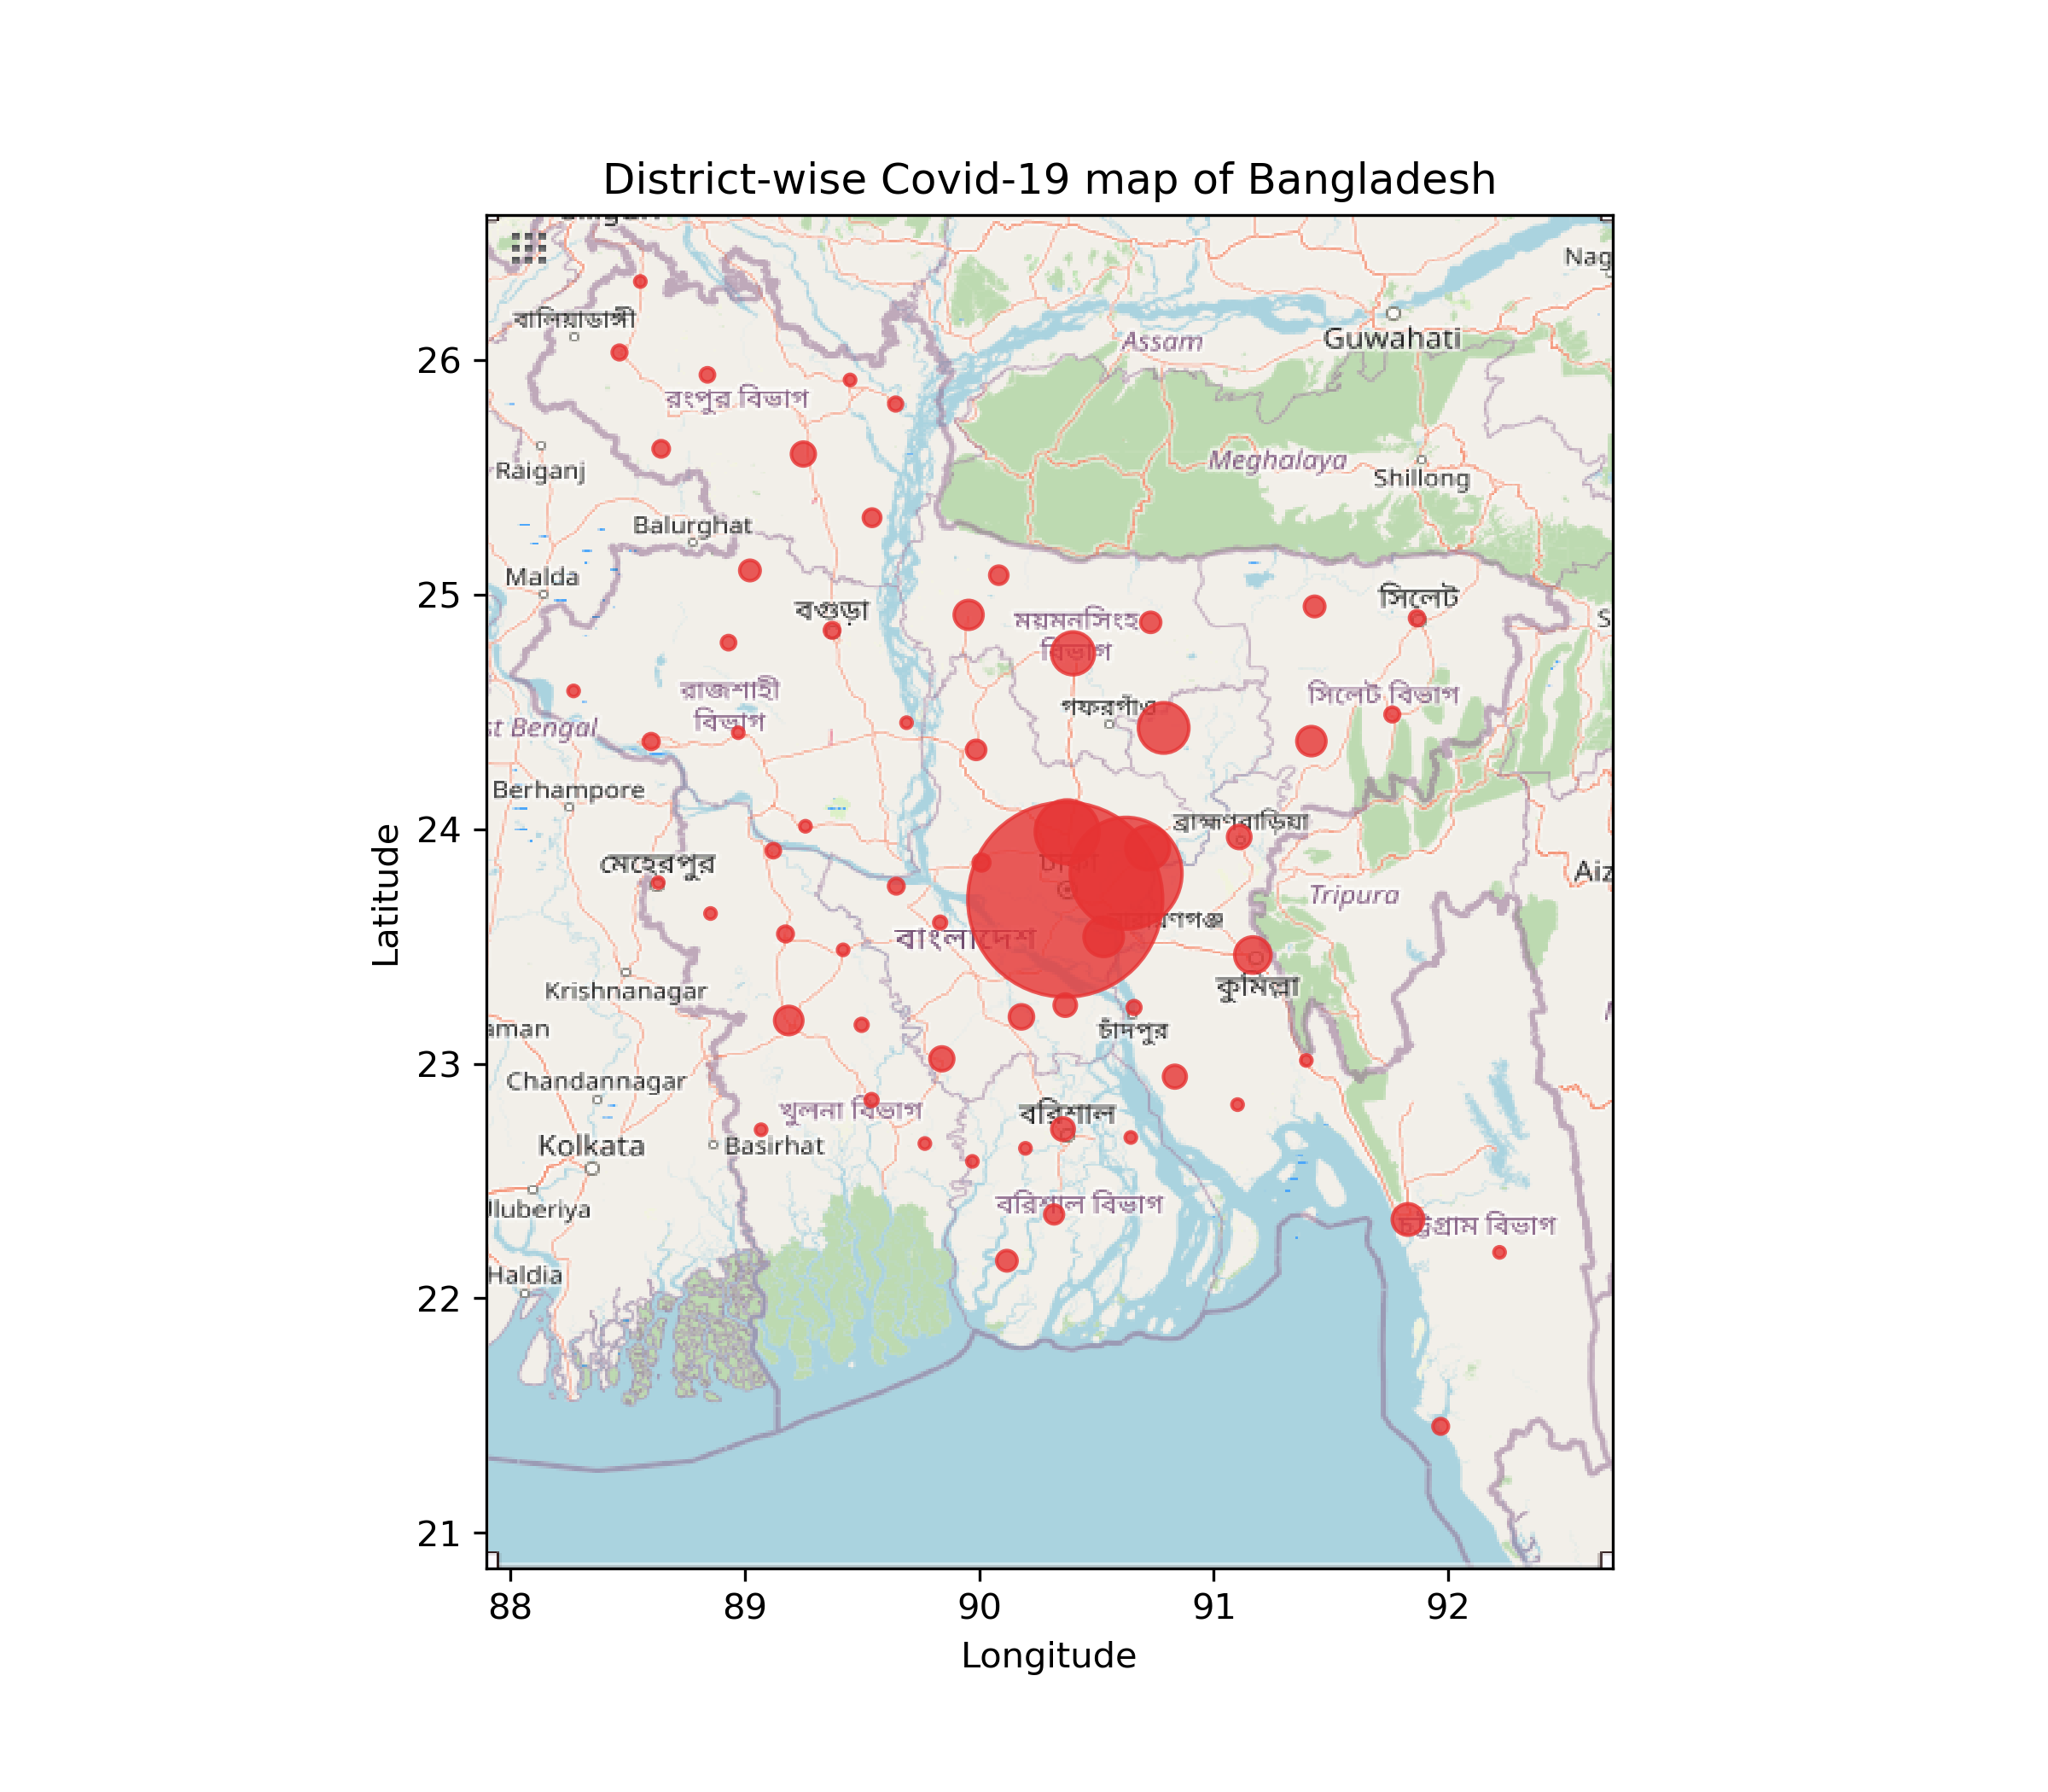 District-wise Covid-19 map of Bangladesh
Nag
বালিয়াডাঙ্গী
Guwahati
Assam
26
রংপুর বিভাগ
Raiganj
Meghalaya
Shillong
Balurghat
Malda
25
বগুড়া
সিলেট
ময়মনসিংহ
বিভাগ
রাজশাহী
বিভাগ
সিলেট বিভাগ
গফরগাঁও
st Bengal
Berhampore
24
ব্রাহ্মণবাড়িয়া
মেহেরপুর
ঢাকা
Aiz
Tripura
Latitude
বাংলাদেশ
Krishnanagar
কুমিল্লা
aman
চাঁদপুর
23
Chandannagar
খুলনা বিভাগ
বরিশাল
Kolkata
Basirhat
বরিশাল বিভাগ
Uluberiya
চট্টগ্রাম বিভাগ
Haldia
22
21
88 89 90 91 92
Longitude